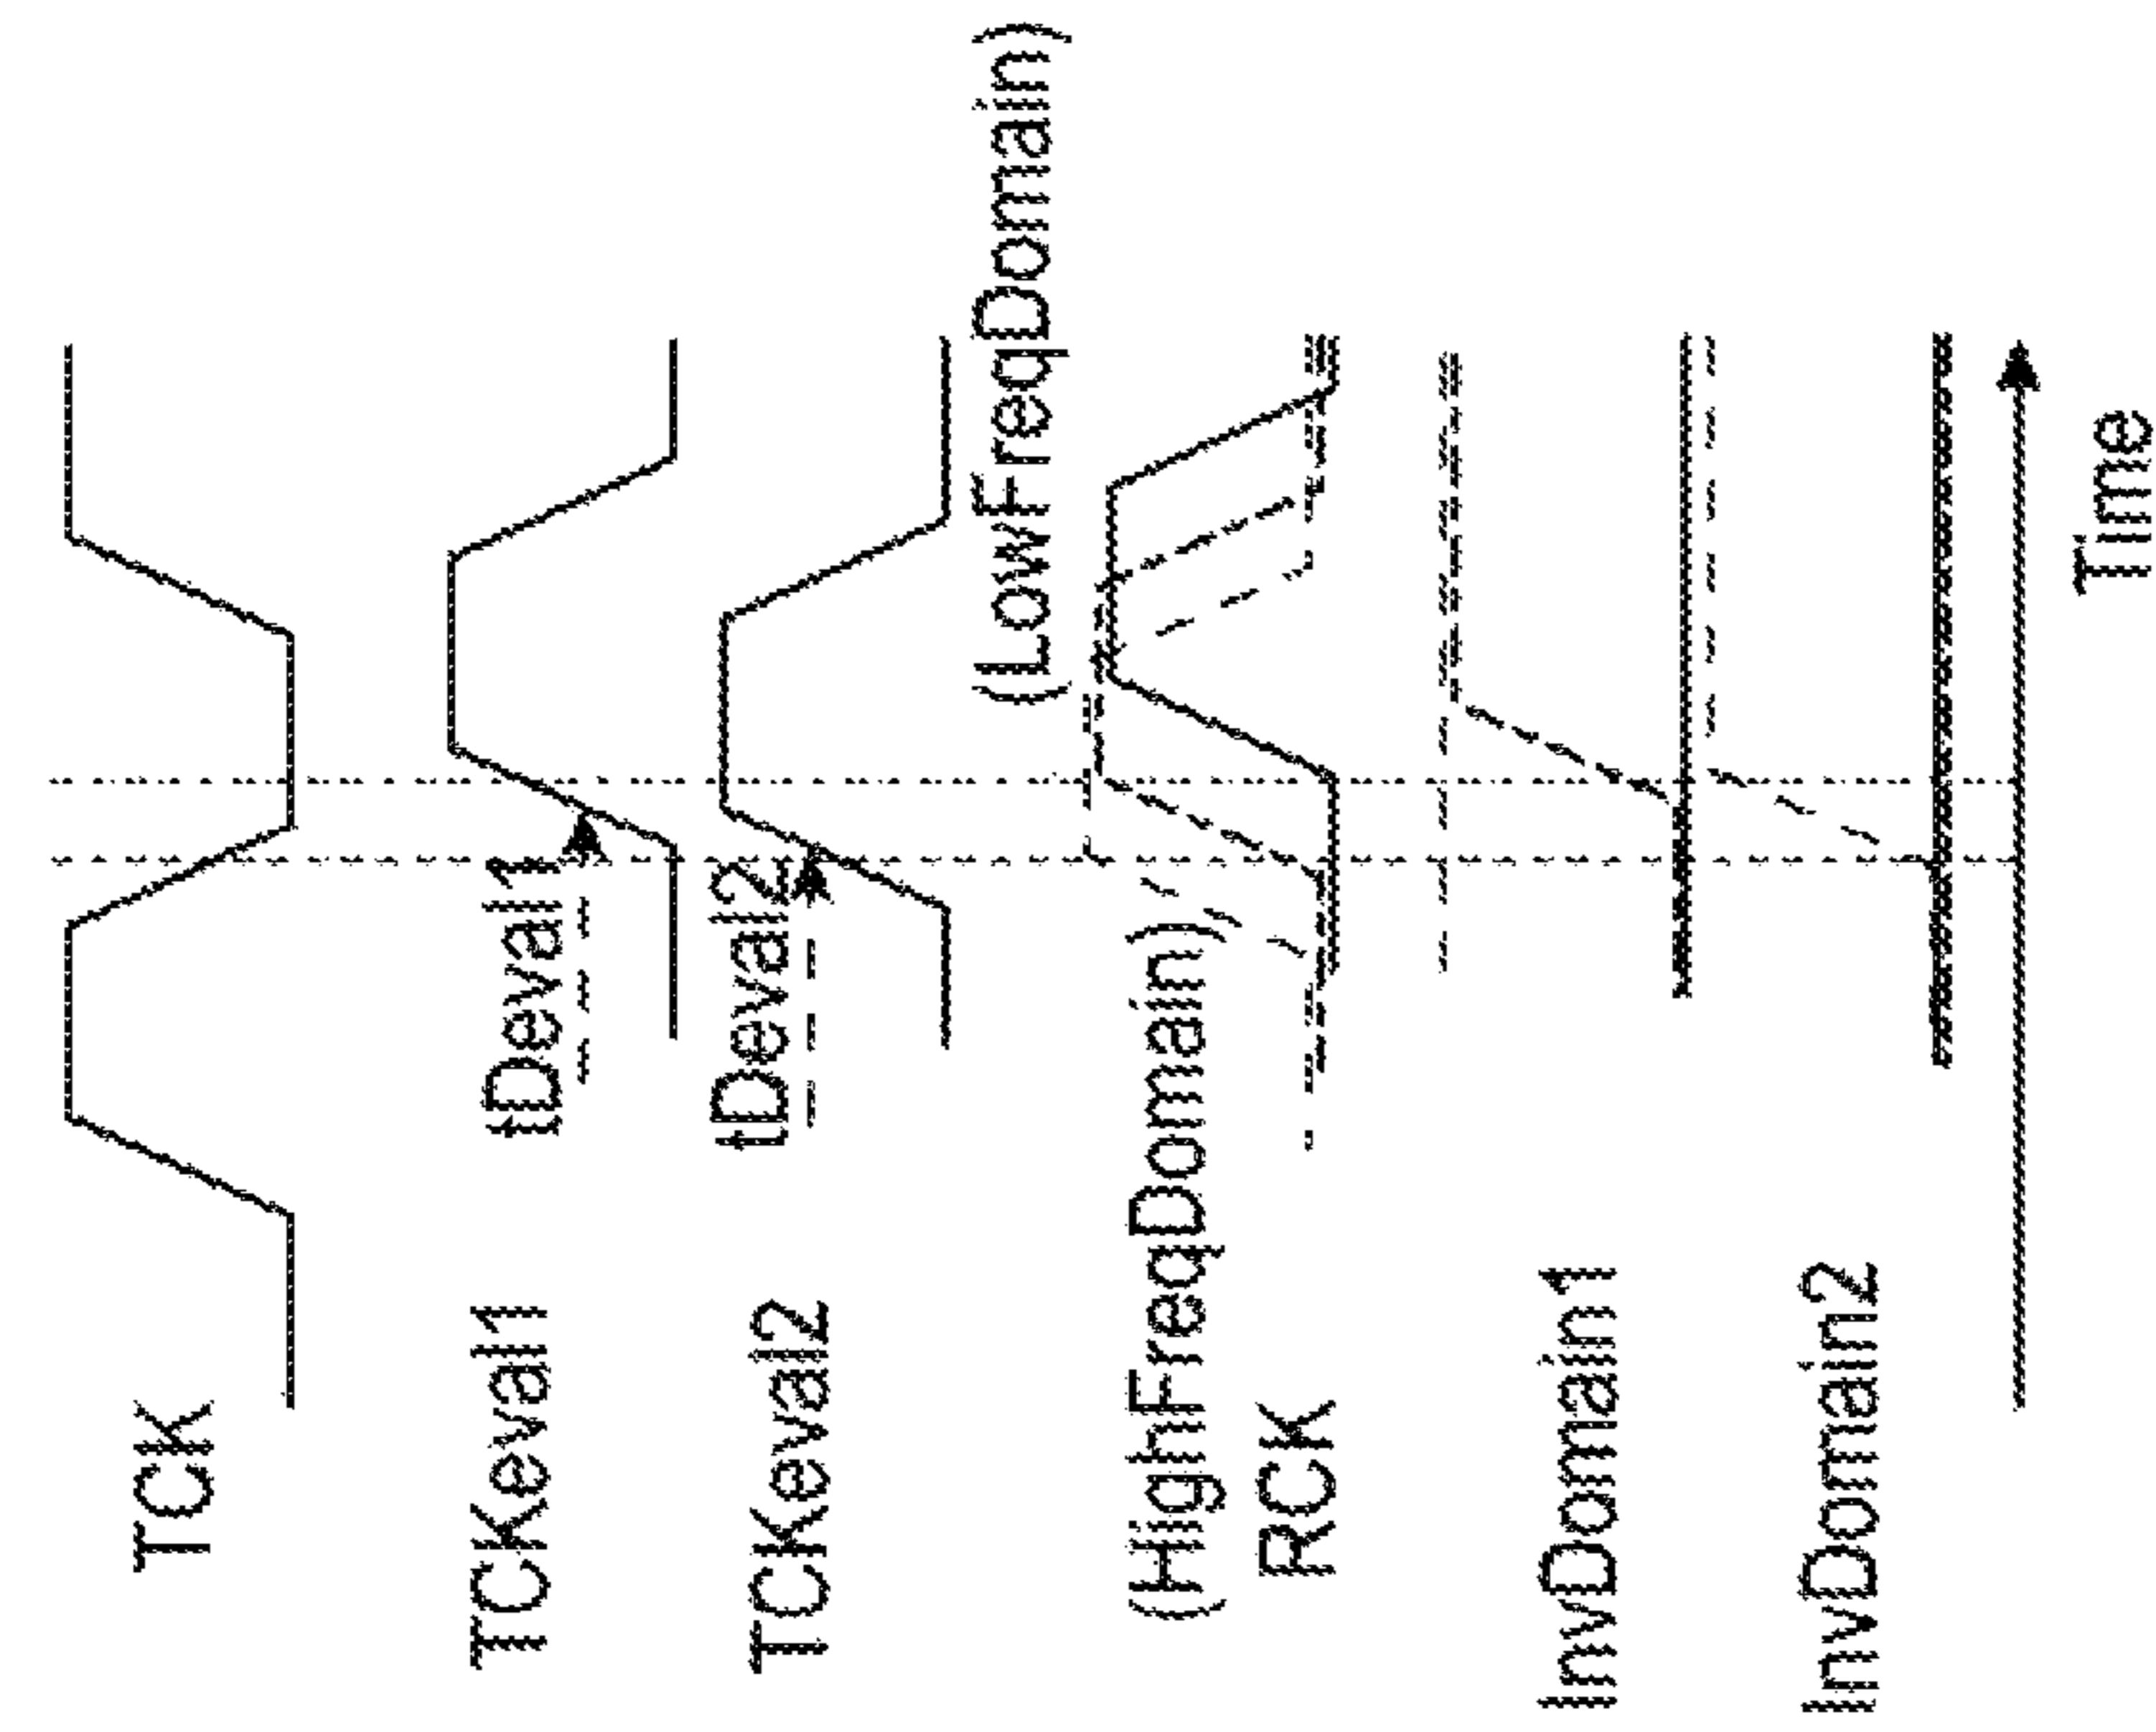 TCK
TCKeval1
tDeval1
TCKeval2
tDeval2
(LowFreqDomain)
(HighFreqDomain)
RCK
InvDomain1
InvDomain2
Time